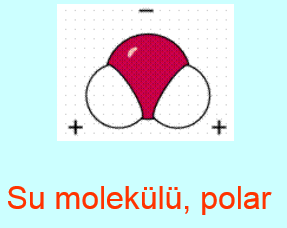 −
+ +
Su molekülü, polar